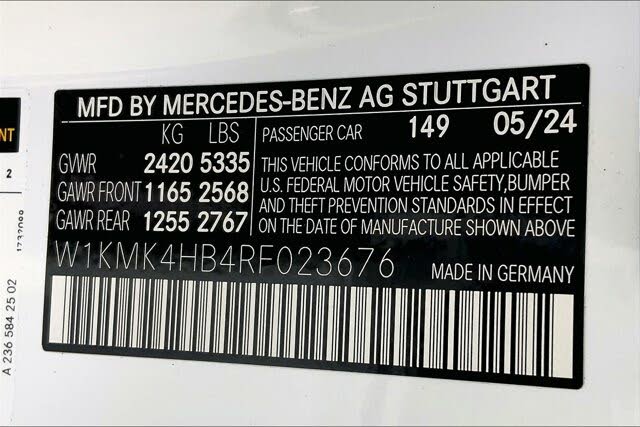 MFD BY MERCEDES-BENZ AG STUTTGART
KG LBS
GVWR 2420 5335
GAWR FRONT 1165 2568
GAWR REAR 1255 2767
PASSENGER CAR 149 05/24
THIS VEHICLE CONFORMS TO ALL APPLICABLE
U.S. FEDERAL MOTOR VEHICLE SAFETY,BUMPER
AND THEFT PREVENTION STANDARDS IN EFFECT
ON THE DATE OF MANUFACTURE SHOWN ABOVE
W1KMK4HB4RF023676
MADE IN GERMANY
NT
2
A 236 584 25 02